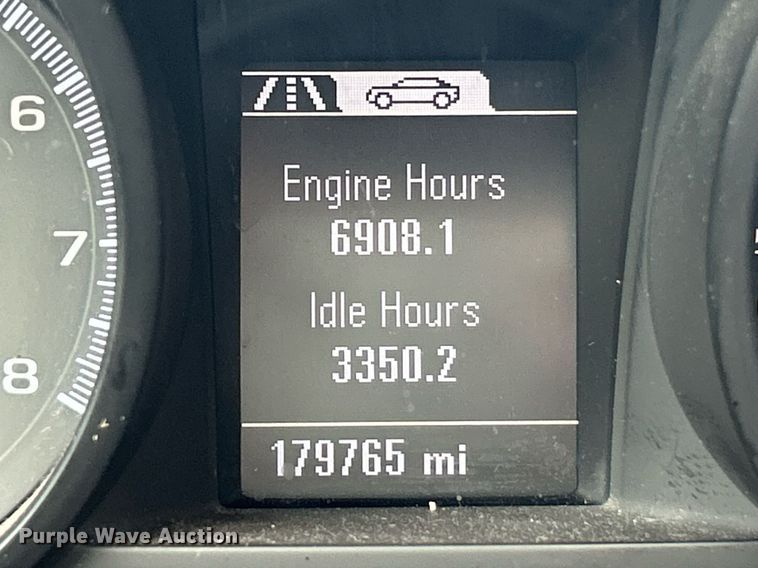 6
7
8
Engine Hours
6908.1
Idle Hours
3350.2
179765 mi
Purple Wave Auction